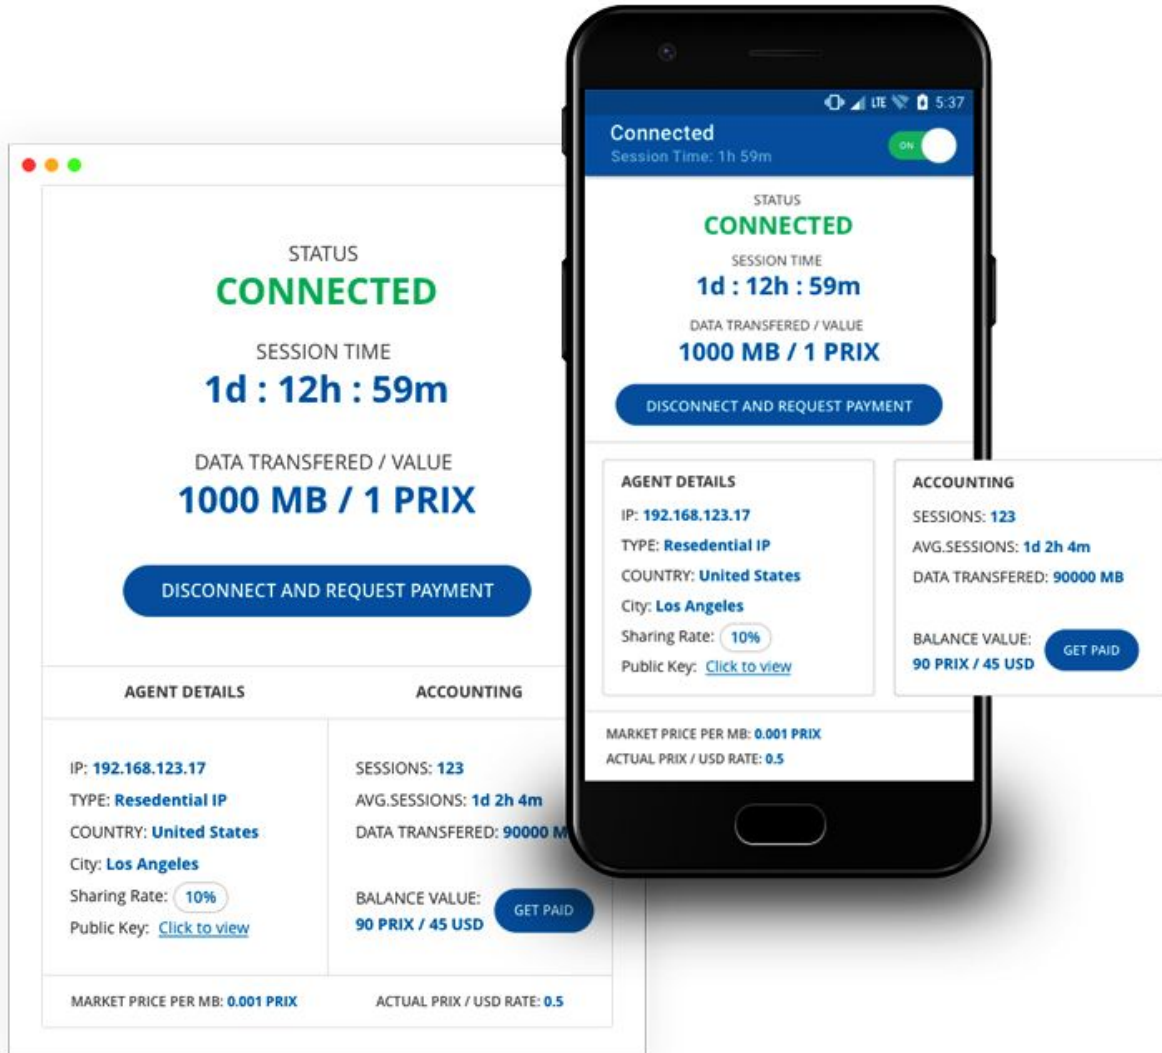 STATUS
CONNECTED
SESSION TIME
1d : 12h : 59m
DATA TRANSFERED / VALUE
1000 MB / 1 PRIX
DISCONNECT AND REQUEST PAYMENT
AGENT DETAILS
ACCOUNTING
IP: 192.168.123.17
TYPE: Resedential IP
COUNTRY: United States
City: Los Angeles
Sharing Rate: 10%
Public Key: Click to view
SESSIONS: 123
AVG.SESSIONS: 1d 2h 4m
DATA TRANSFERED: 90000 M
BALANCE VALUE:
90 PRIX / 45 USD
GET PAID
MARKET PRICE PER MB: 0.001 PRIX
ACTUAL PRIX / USD RATE: 0.5
LTE 5:37
Connected
Session Time: 1h 59m
ON
STATUS
CONNECTED
SESSION TIME
1d : 12h : 59m
DATA TRANSFERED / VALUE
1000 MB / 1 PRIX
DISCONNECT AND REQUEST PAYMENT
AGENT DETAILS
IP: 192.168.123.17
TYPE: Resedential IP
COUNTRY: United States
City: Los Angeles
Sharing Rate: 10%
Public Key: Click to view
ACCOUNTING
SESSIONS: 123
AVG.SESSIONS: 1d 2h 4m
DATA TRANSFERED: 90000 MB
BALANCE VALUE:
90 PRIX / 45 USD
GET PAID
MARKET PRICE PER MB: 0.001 PRIX
ACTUAL PRIX / USD RATE: 0.5